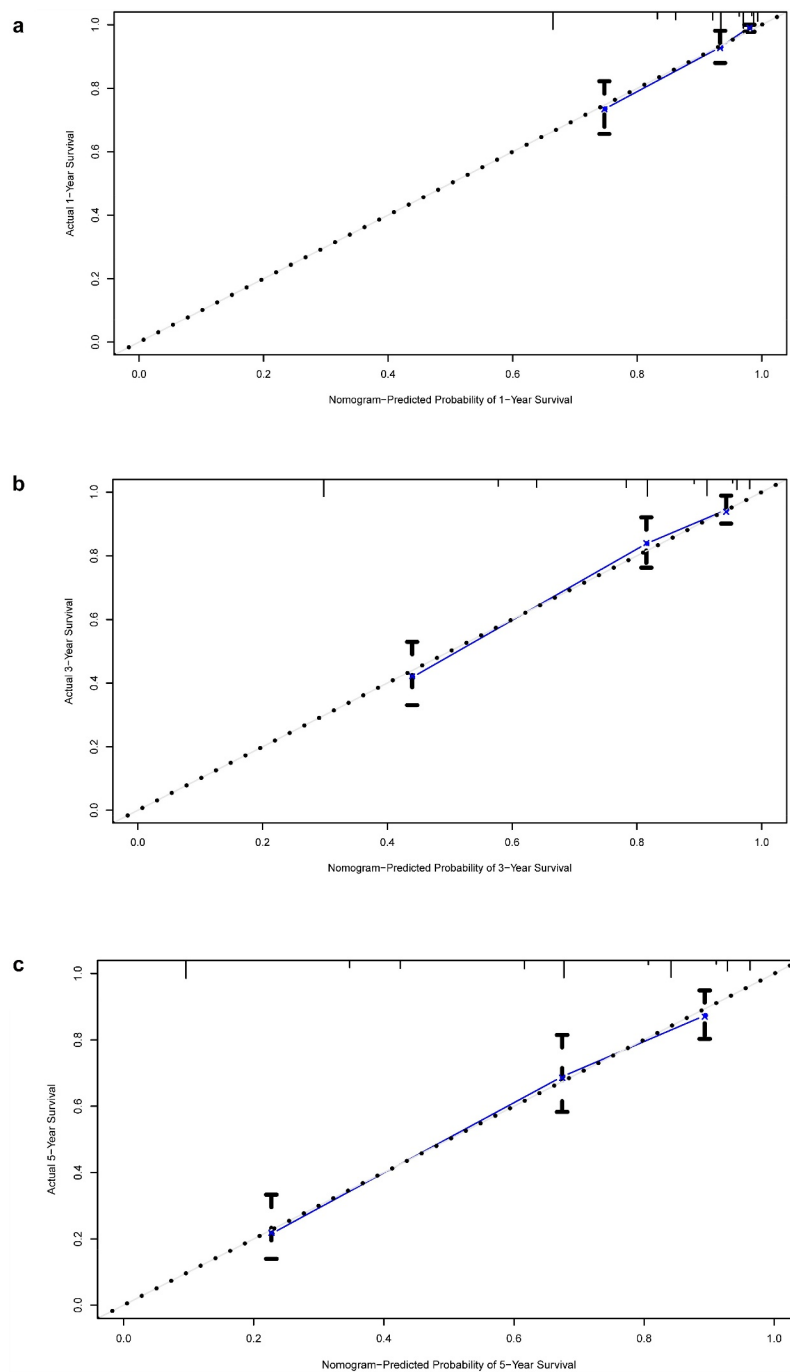 a
1.0
0.8
0.6
0.4
0.2
0.0
Actual 1-Year Survival
0.0 0.2 0.4 0.6 0.8 1.0
Nomogram-Predicted Probability of 1-Year Survival
b
1.0
0.8
0.6
0.4
0.2
0.0
Actual 3-Year Survival
0.0 0.2 0.4 0.6 0.8 1.0
Nomogram-Predicted Probability of 3-Year Survival
c
1.0
0.8
0.6
0.4
0.2
0.0
Actual 5-Year Survival
0.0 0.2 0.4 0.6 0.8 1.0
Nomogram-Predicted Probability of 5-Year Survival